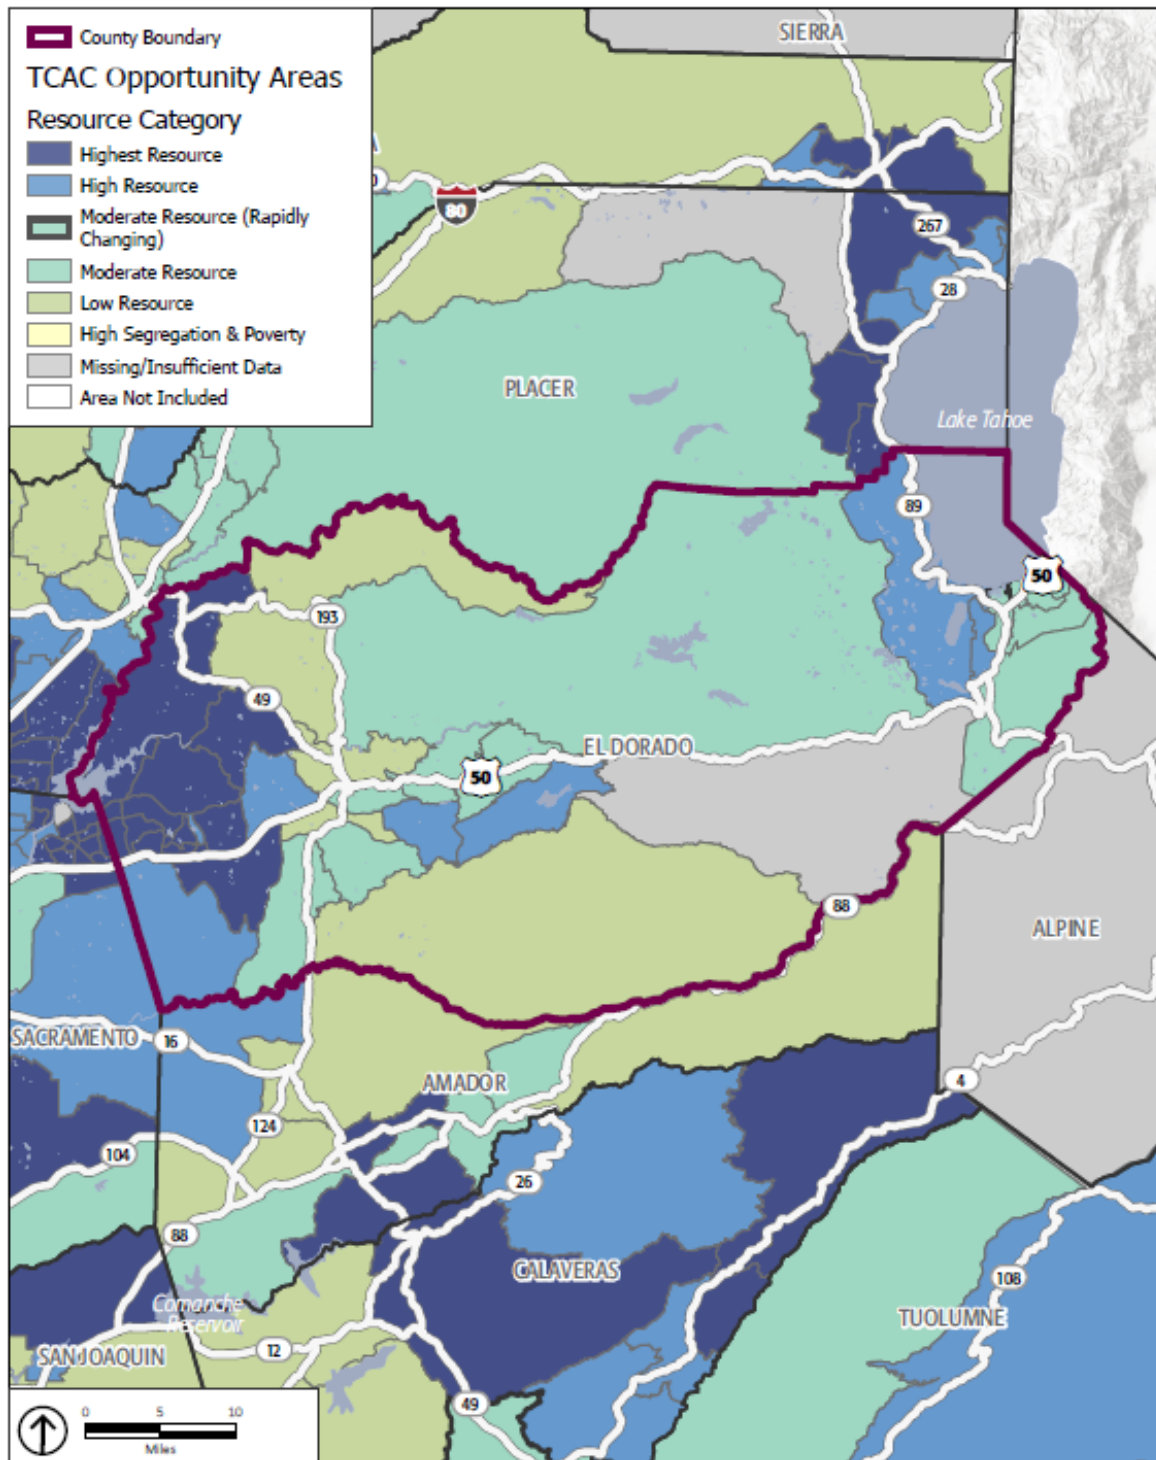 County Boundary
TCAC Opportunity Areas
Resource Category
Highest Resource
High Resource
Moderate Resource (Rapidly
Changing)
Moderate Resource
Low Resource
High Segregation & Poverty
Missing/Insufficient Data
Area Not Included
SIERRA
80
267
28
PLACER
Lake Tahoe
89
50
193
49
EL DORADO
50
88
ALPINE
SACRAMENTO
16
AMADOR
4
124
104
26
88
CALAVERAS
108
Comanche
Reservoir
TUOLUMNE
SAN JOAQUIN
12
49
0 5 10
Miles